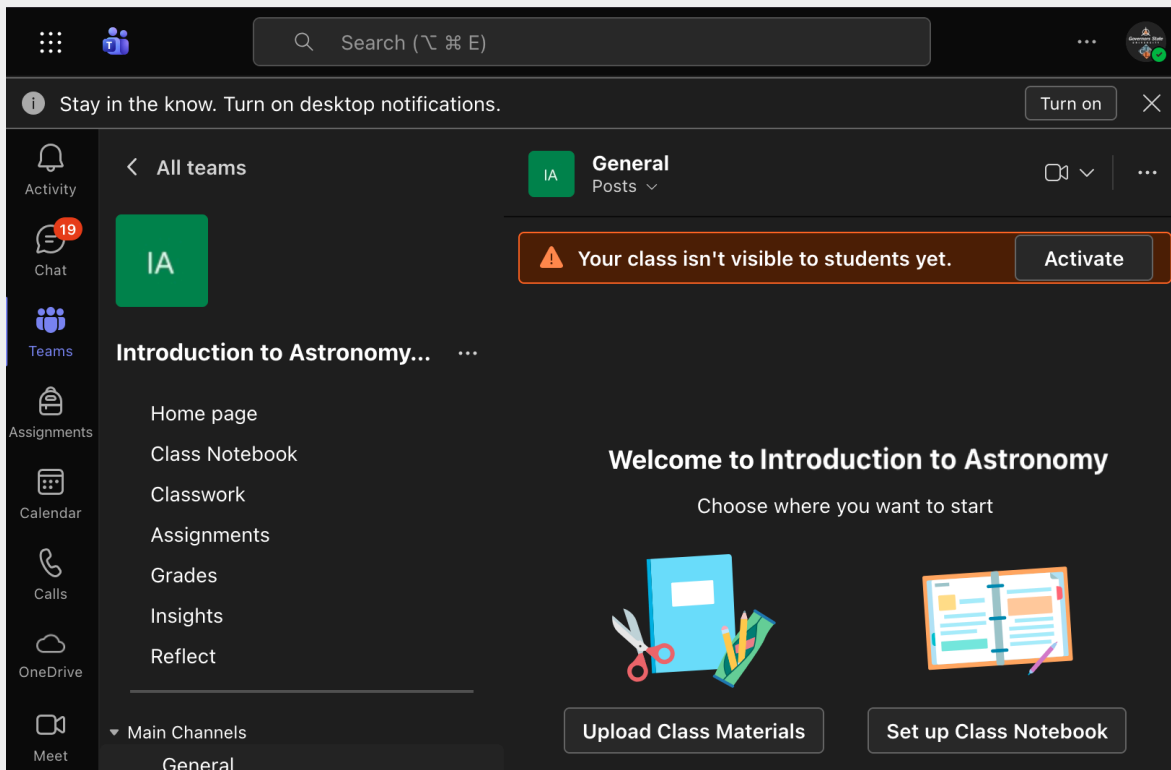 Search (⌥ ⌘ E)
Stay in the know. Turn on desktop notifications.
Turn on
Activity
19
Chat
Teams
Assignments
Calendar
Calls
OneDrive
Meet
All teams
IA
Introduction to Astronomy...
Home page
Class Notebook
Classwork
Assignments
Grades
Insights
Reflect
Main Channels
General
IA
General
Posts
Your class isn't visible to students yet.
Activate
Welcome to Introduction to Astronomy
Choose where you want to start
Upload Class Materials
Set up Class Notebook